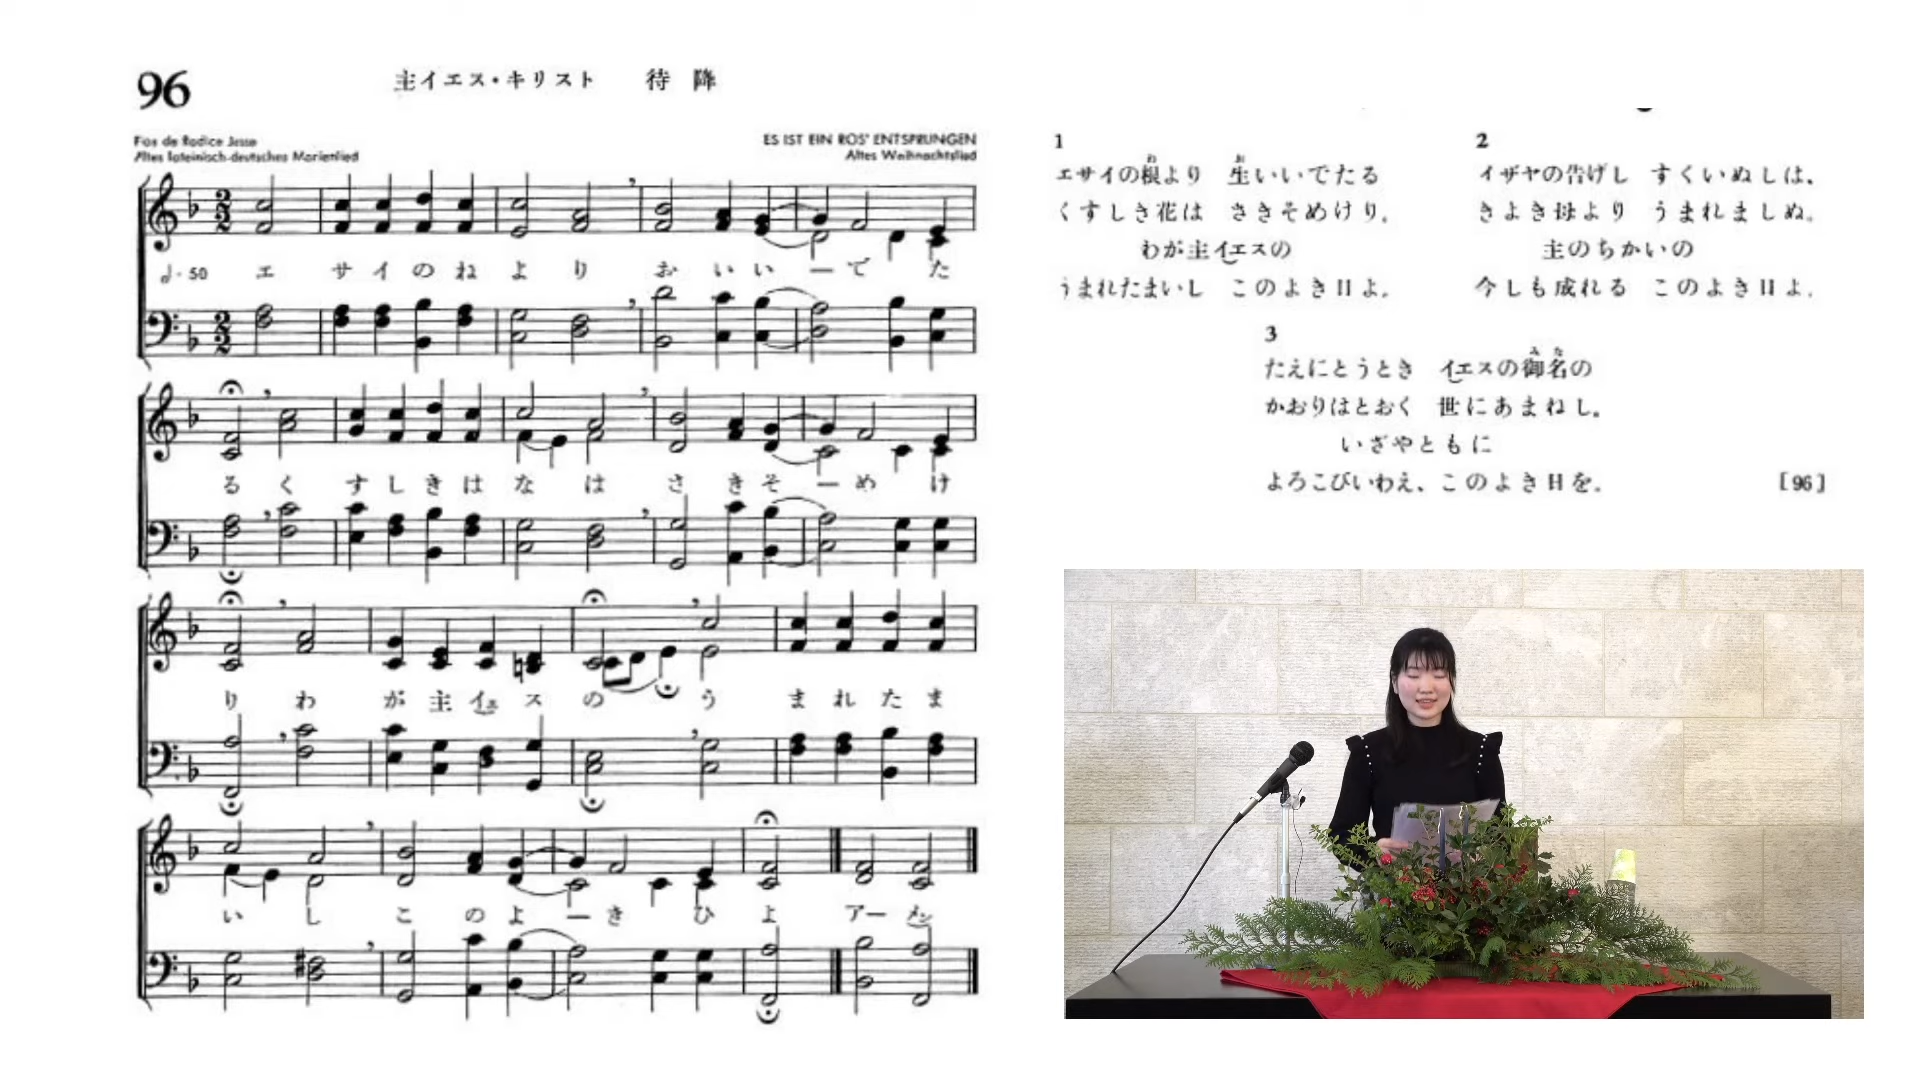 96
主イエス・キリスト 待降
Flos de Radice Jesse
Altes lateinisch-deutsches Marienlied
ES IST EIN ROS' ENTSPRUNGEN
Altes Weihnachtslied
50 エ サイのね よ り お い い ー で た
る く すしきは な は さ き そ ー め け
り わ が主イエス の う まれたま
い し こ の よ ー き ひ よ アー メン
1
エサイの根より 生いいでたる
ね お
くすしき花は さきそめけり。
わが主イエスの
うまれたまいし このよき日よ。
2
イザヤの告げし すくいぬしは、
きよき母より うまれましぬ。
主のちかいの
今しも成れる このよき日よ。
3
たえにとうとき イエスの御名の
み な
かおりはとおく 世にあまねし。
いざやともに
よろこびいわえ、このよき日を。
[96]